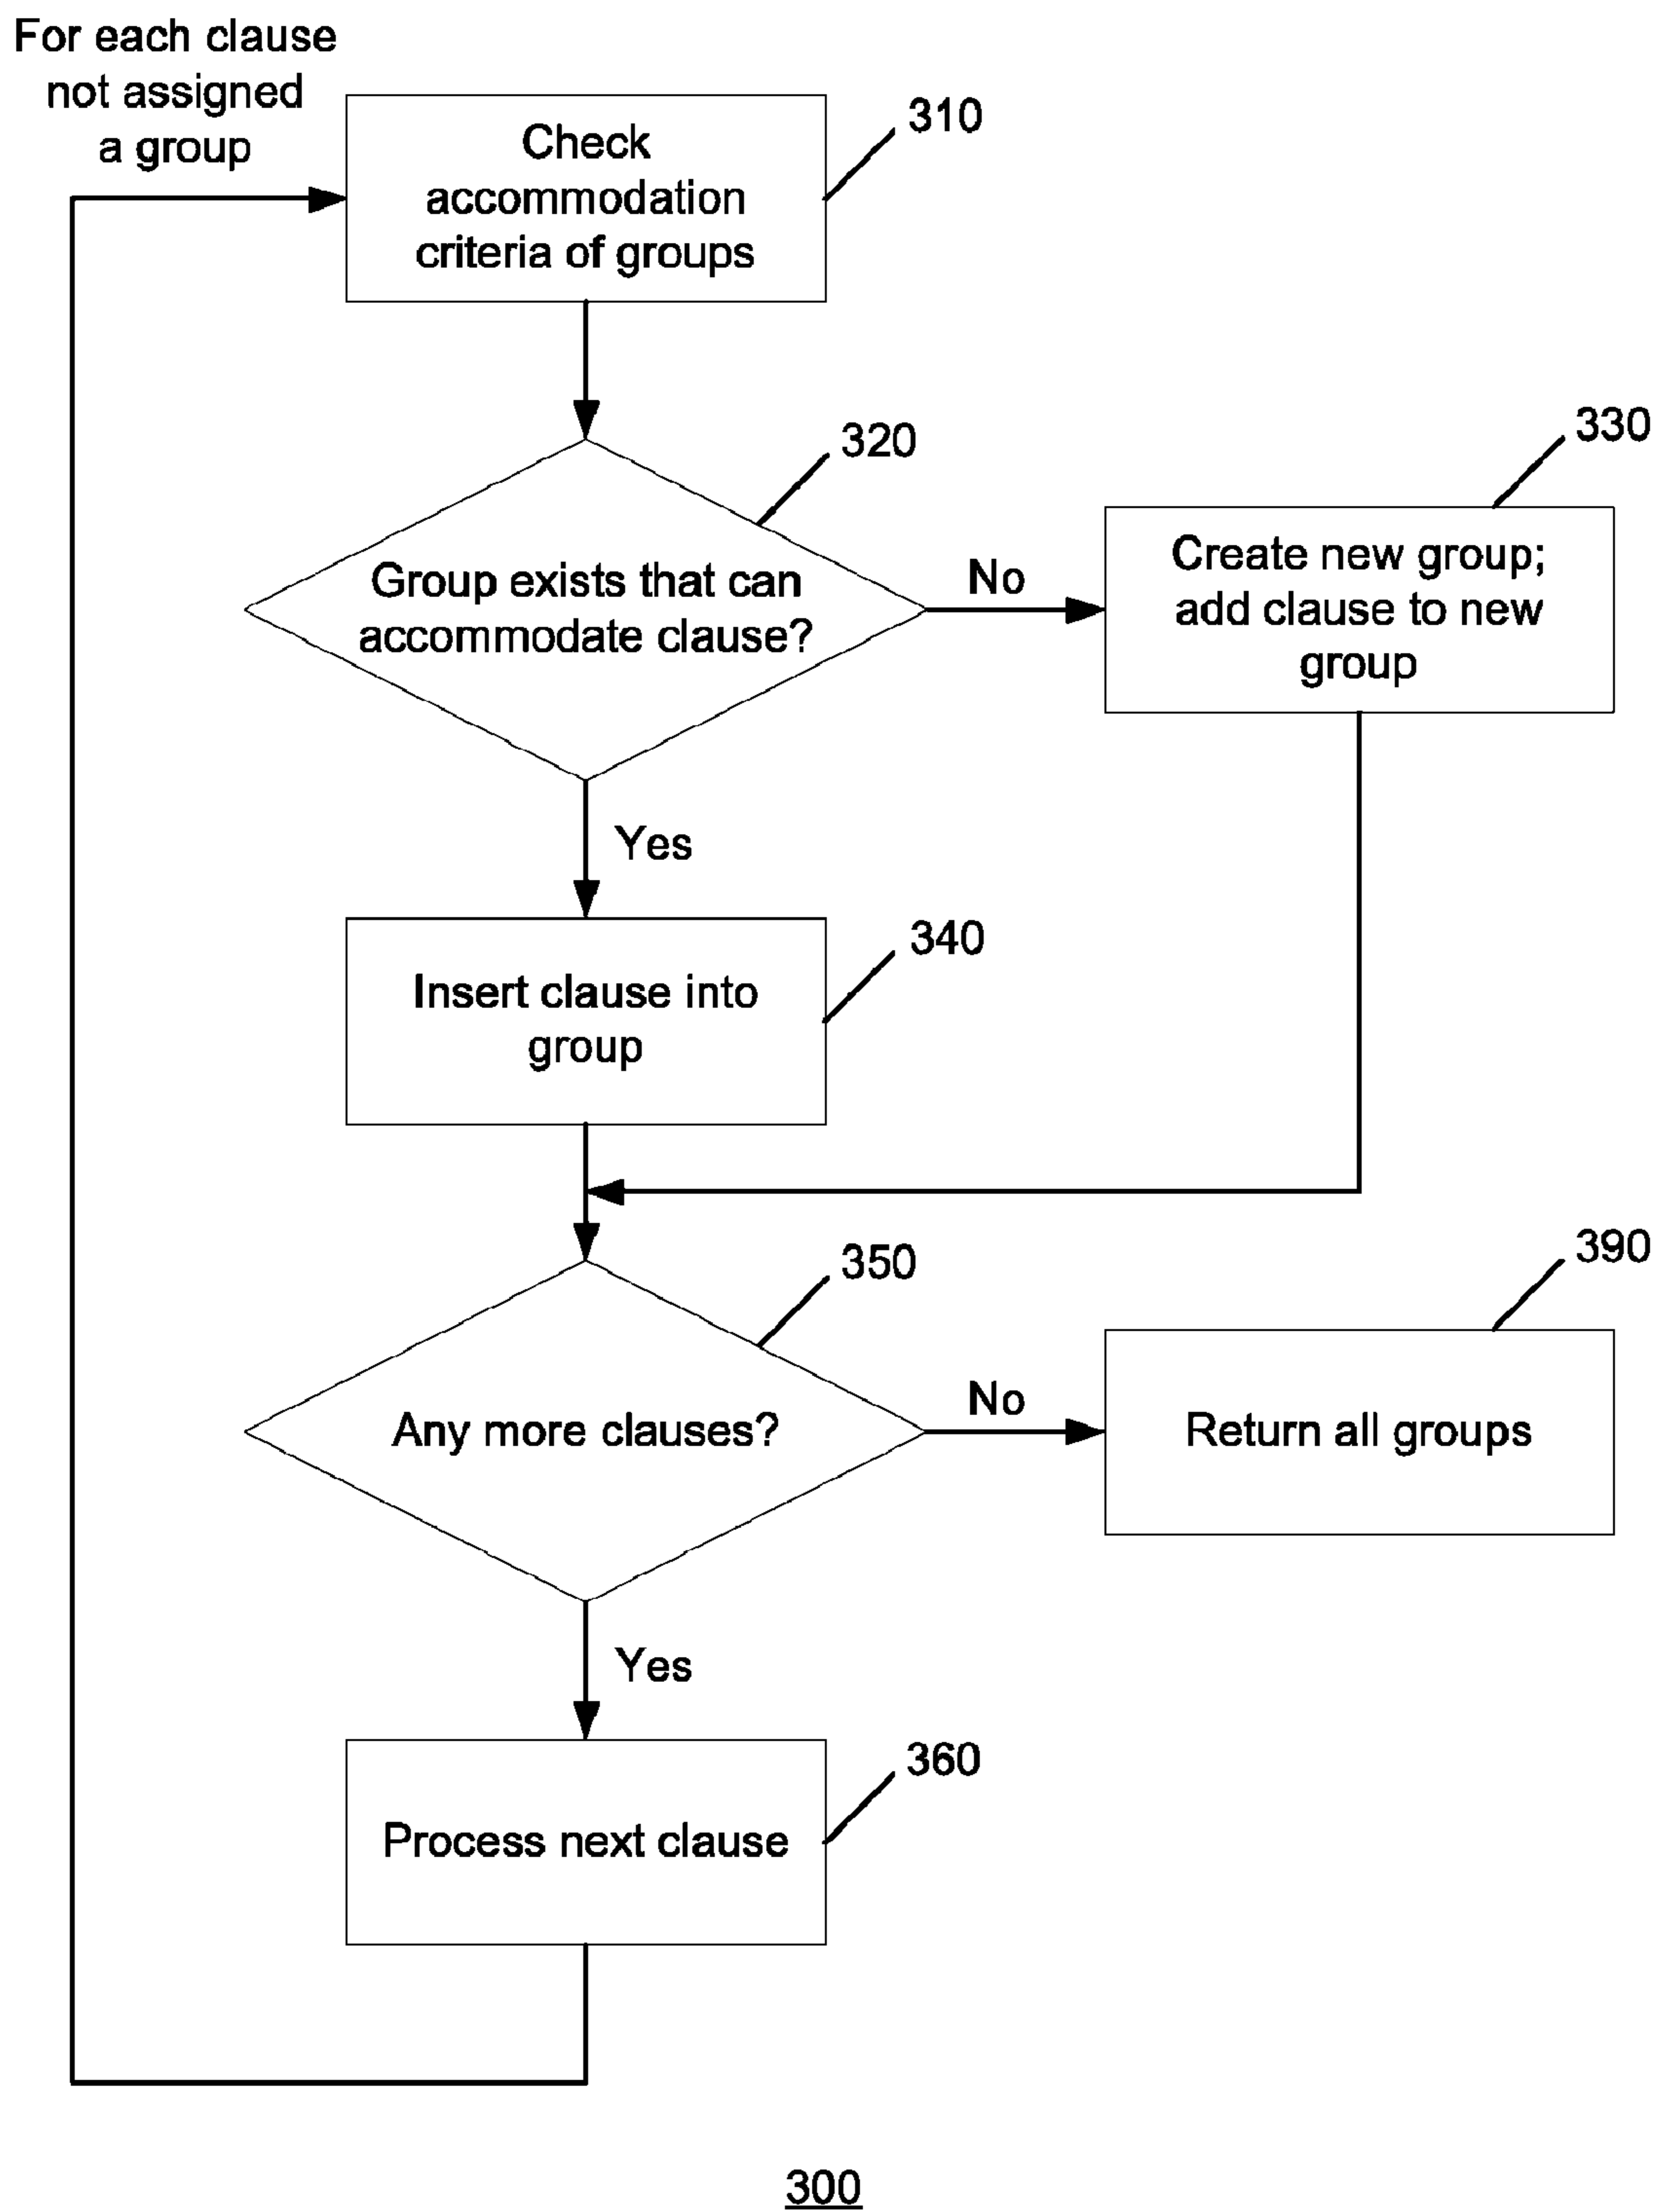 For each clause
not assigned
a group
Check
accommodation
criteria of groups
310
320
Group exists that can
accommodate clause?
No
330
Create new group;
add clause to new
group
Yes
340
Insert clause into
group
350
Any more clauses?
No
390
Return all groups
Yes
360
Process next clause
300